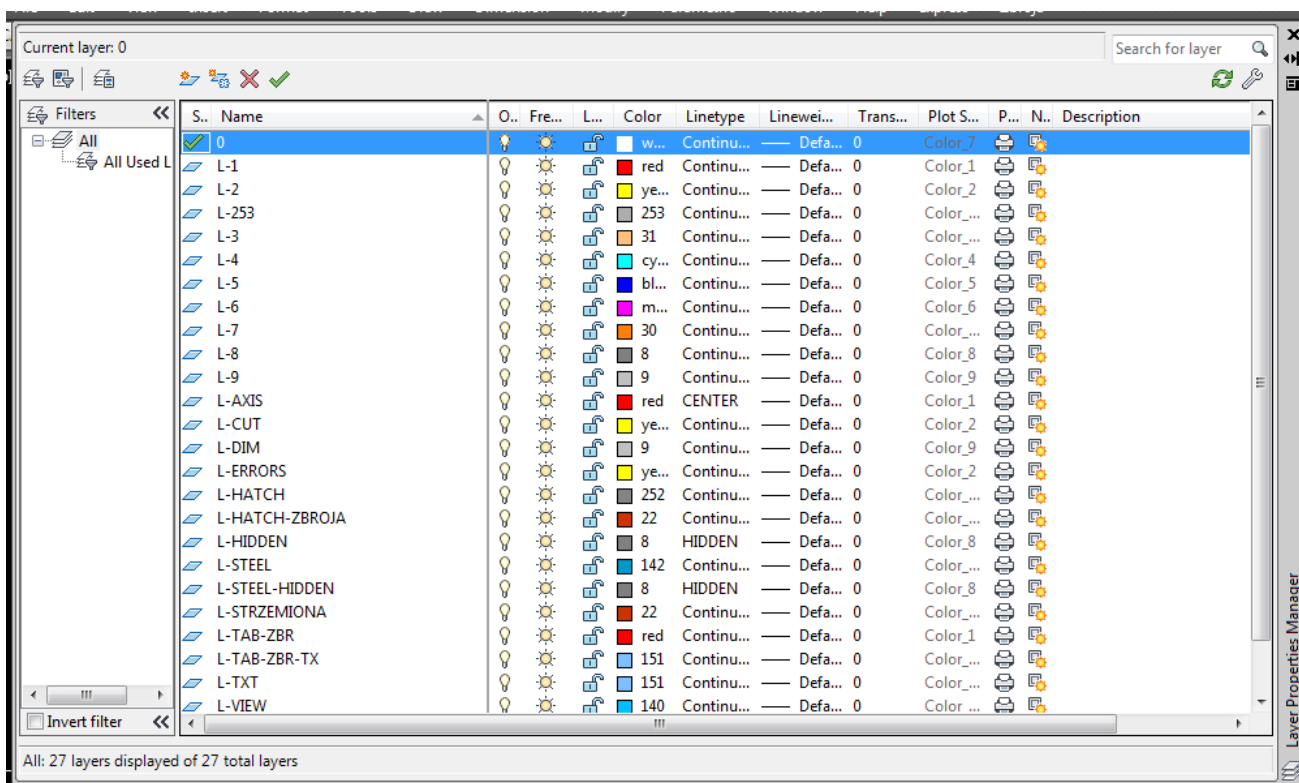 Current layer: 0
Search for layer
Filters
S.. Name O.. Fre... L... Color Linetype Linewei... Trans... Plot S... P... N.. Description
All
All Used L
0 w... Continu... Defa... 0 Color_7
L-1 red Continu... Defa... 0 Color_1
L-2 ye... Continu... Defa... 0 Color_2
L-253 253 Continu... Defa... 0 Color_...
L-3 31 Continu... Defa... 0 Color_...
L-4 cy... Continu... Defa... 0 Color_4
L-5 bl... Continu... Defa... 0 Color_5
L-6 m... Continu... Defa... 0 Color_6
L-7 30 Continu... Defa... 0 Color_...
L-8 8 Continu... Defa... 0 Color_8
L-9 9 Continu... Defa... 0 Color_9
L-AXIS red CENTER Defa... 0 Color_1
L-CUT ye... Continu... Defa... 0 Color_2
L-DIM 9 Continu... Defa... 0 Color_9
L-ERRORS ye... Continu... Defa... 0 Color_2
L-HATCH 252 Continu... Defa... 0 Color_...
L-HATCH-ZBROJA 22 Continu... Defa... 0 Color_...
L-HIDDEN 8 HIDDEN Defa... 0 Color_8
L-STEEL 142 Continu... Defa... 0 Color_...
L-STEEL-HIDDEN 8 HIDDEN Defa... 0 Color_8
L-STRZEMIONA 22 Continu... Defa... 0 Color_...
L-TAB-ZBR red Continu... Defa... 0 Color_1
L-TAB-ZBR-TX 151 Continu... Defa... 0 Color_...
L-TXT 151 Continu... Defa... 0 Color_...
L-VIEW 140 Continu... Defa... 0 Color ...
Invert filter
All: 27 layers displayed of 27 total layers
Layer Properties Manager